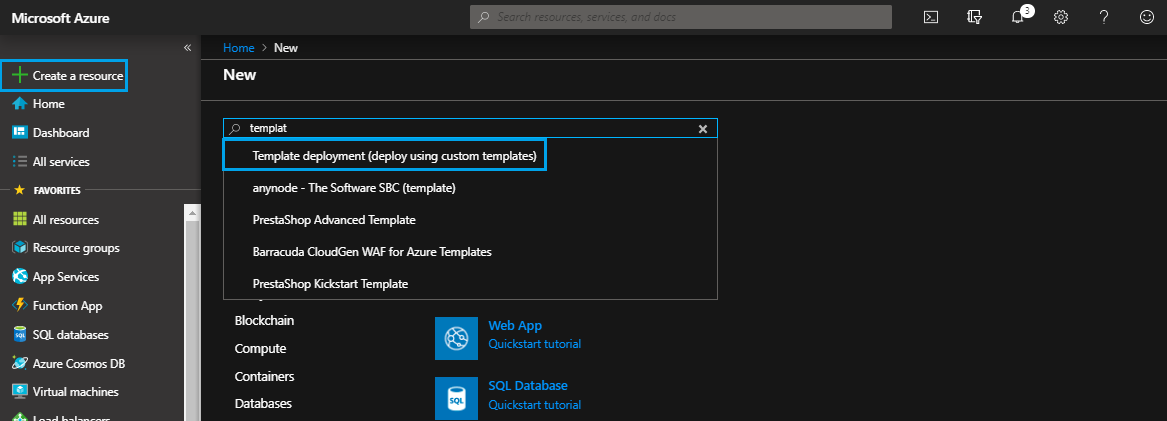 Microsoft Azure
Search resources, services, and docs
3
«
Create a resource
Home
Dashboard
All services
FAVORITES
All resources
Resource groups
App Services
Function App
SQL databases
Azure Cosmos DB
Virtual machines
Load balancers
Home > New
New
templat
Template deployment (deploy using custom templates)
anynode - The Software SBC (template)
PrestaShop Advanced Template
Barracuda CloudGen WAF for Azure Templates
PrestaShop Kickstart Template
Blockchain
Compute
Containers
Databases
Web App
Quickstart tutorial
SQL
SQL Database
Quickstart tutorial